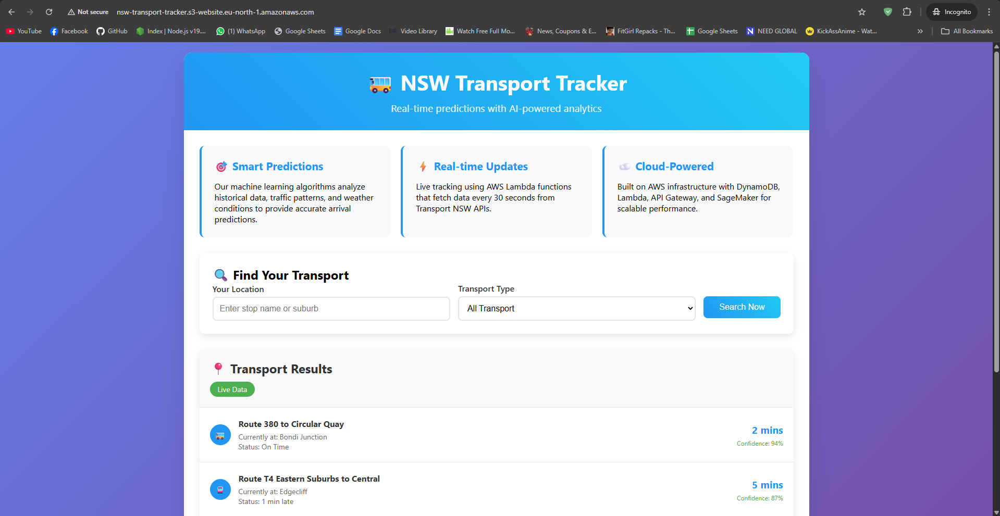 Not secure
nsw-transport-tracker.s3-website.eu-north-1.amazonaws.com
Incognito
YouTube
Facebook
GitHub
Index | Node.js v19....
(1) WhatsApp
Google Sheets
Google Docs
Video Library
Watch Free Full Mo...
News, Coupons & E...
FitGirl Repacks - Th...
Google Sheets
NEED GLOBAL
KickAssAnime - Wat...
All Bookmarks
NSW Transport Tracker
Real-time predictions with AI-powered analytics
Smart Predictions
Our machine learning algorithms analyze
historical data, traffic patterns, and weather
conditions to provide accurate arrival
predictions.
Real-time Updates
Live tracking using AWS Lambda functions
that fetch data every 30 seconds from
Transport NSW APIs.
Cloud-Powered
Built on AWS infrastructure with DynamoDB,
Lambda, API Gateway, and SageMaker for
scalable performance.
Find Your Transport
Your Location
Enter stop name or suburb
Transport Type
All Transport
Search Now
Transport Results
Live Data
Route 380 to Circular Quay
Currently at: Bondi Junction
Status: On Time
2 mins
Confidence: 94%
Route T4 Eastern Suburbs to Central
Currently at: Edgecliff
Status: 1 min late
5 mins
Confidence: 87%